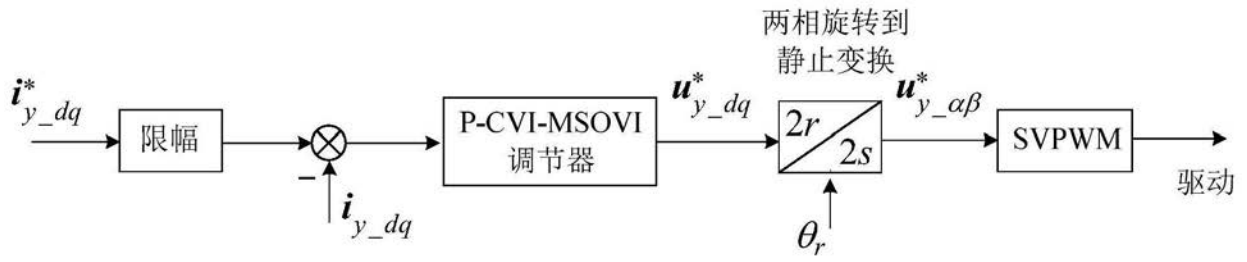 两相旋转到
静止变换
i*y_dq
限幅
−
iy_dq
P-CVI-MSOVI
调节器
u*y_dq
2r
2s
θr
u*y_αβ
SVPWM
驱动